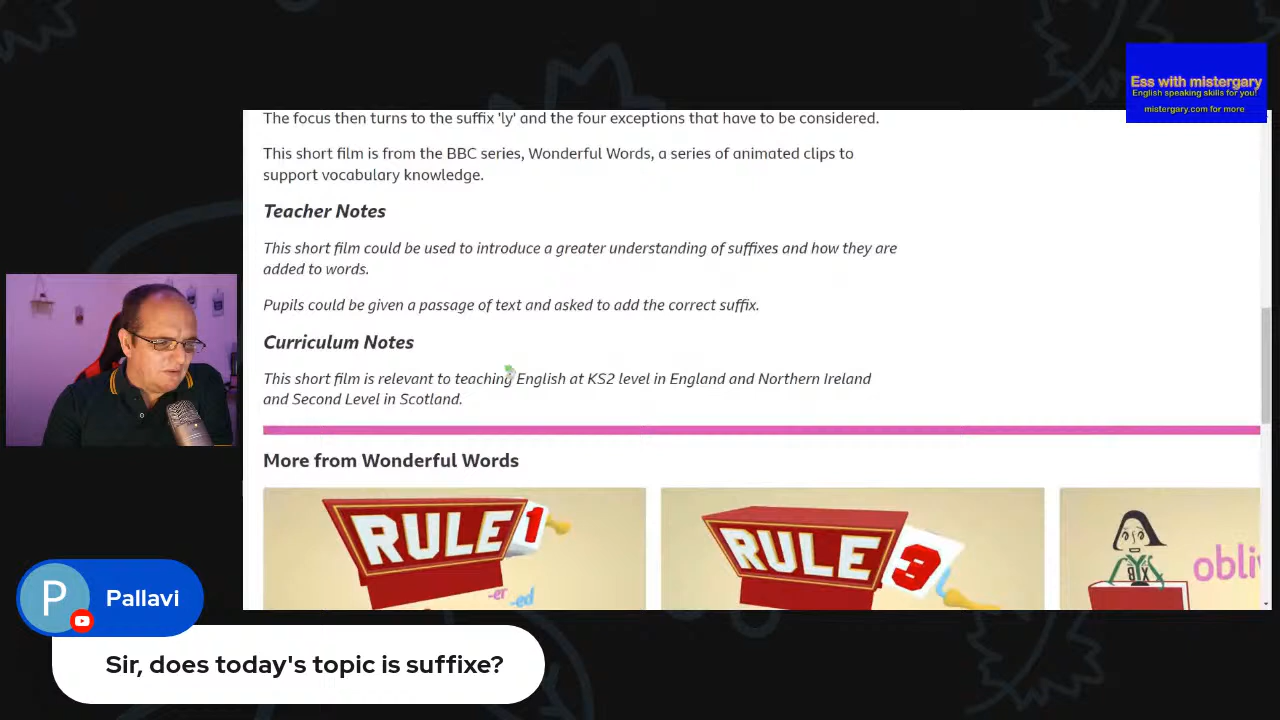 Ess with mistergary
English speaking skills for you!
mistergary.com for more
The focus then turns to the suffix 'ly' and the four exceptions that have to be considered.
This short film is from the BBC series, Wonderful Words, a series of animated clips to
support vocabulary knowledge.
Teacher Notes
This short film could be used to introduce a greater understanding of suffixes and how they are
added to words.
Pupils could be given a passage of text and asked to add the correct suffix.
Curriculum Notes
This short film is relevant to teaching English at KS2 level in England and Northern Ireland
and Second Level in Scotland.
More from Wonderful Words
RULE 1
-er -ed
RULE 3
obliv
P
Pallavi
Sir, does today's topic is suffixe?